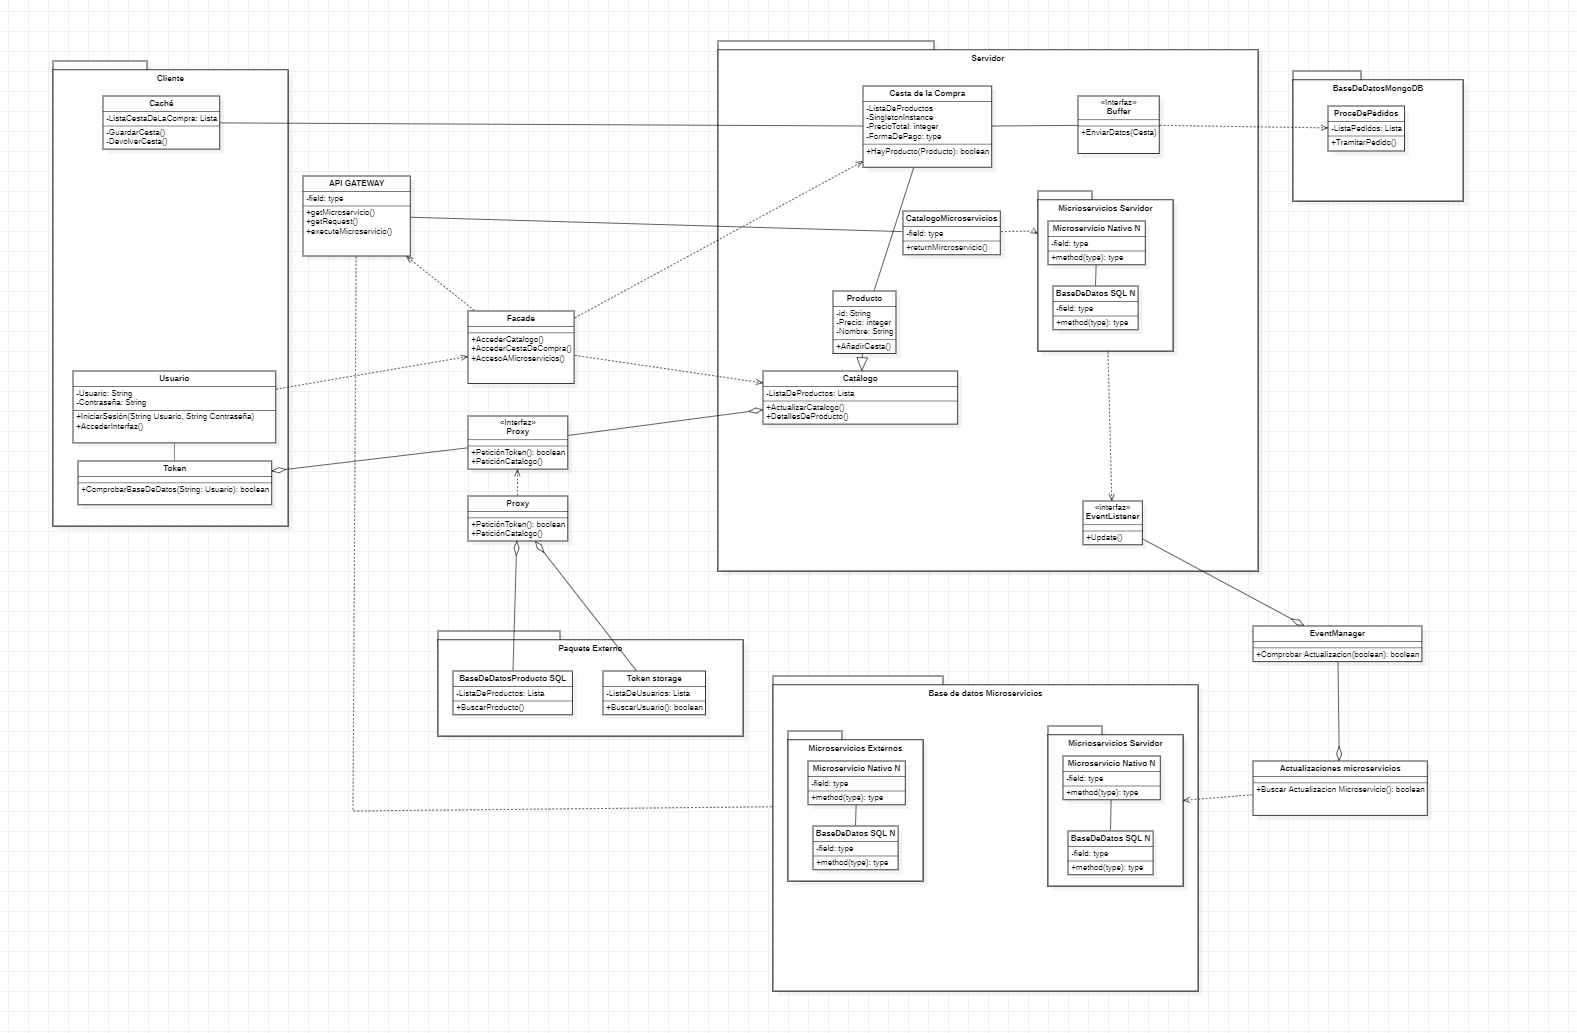 Cliente
Caché
-ListaCestaDeLaCompra: Lista
-GuardarCesta()
-DevolverCesta()
API GATEWAY
-field: type
+getMicroservicio()
+getRequest()
+executeMicroservicio()
Usuario
-Usuario: String
-Contraseña: String
+IniciarSesión(String Usuario, String Contraseña)
+AccederInterfaz()
Token
+ComprobarBaseDeDatos(String: Usuario): boolean
Facade
+AccederCatalogo()
+AccederCestaDeCompra()
+AccesoAMicroservicios()
«Interfaz»
Proxy
+PeticiónToken(): boolean
+PeticiónCatalogo()
Proxy
+PeticiónToken(): boolean
+PeticiónCatalogo()
Paquete Externo
BaseDeDatosProducto SQL
-ListaDeProductos: Lista
+BuscarProducto()
Token storage
-ListaDeUsuarios: Lista
+BuscarUsuario(): boolean
Servidor
Cesta de la Compra
-ListaDeProductos
-SingletonInstance
-PrecioTotal: integer
-FormaDePago: type
+HayProducto(Producto): boolean
«Interfaz»
Buffer
+EnviarDatos(Cesta)
CatalogoMicroservicios
-field: type
+returnMircroservicio()
Micrioservicios Servidor
Microservicio Nativo N
-field: type
+method(type): type
BaseDeDatos SQL N
-field: type
+method(type): type
Producto
-id: String
-Precio: integer
-Nombre: String
+AñadirCesta()
Catálogo
-ListaDeProductos: Lista
+ActualizarCatalogo()
+DetallesDeProducto()
«interfaz»
EventListener
+Update()
BaseDeDatosMongoDB
ProceDePedidos
-ListaPedidos: Lista
+TramitarPedido()
EventManager
+Comprobar Actualizacion(boolean): boolean
Actualizaciones microservicios
+Buscar Actualizacion Microservicio(): boolean
Base de datos Microservicios
Microservicios Externos
Microservicio Nativo N
-field: type
+method(type): type
BaseDeDatos SQL N
-field: type
+method(type): type
Micrioservicios Servidor
Microservicio Nativo N
-field: type
+method(type): type
BaseDeDatos SQL N
-field: type
+method(type): type